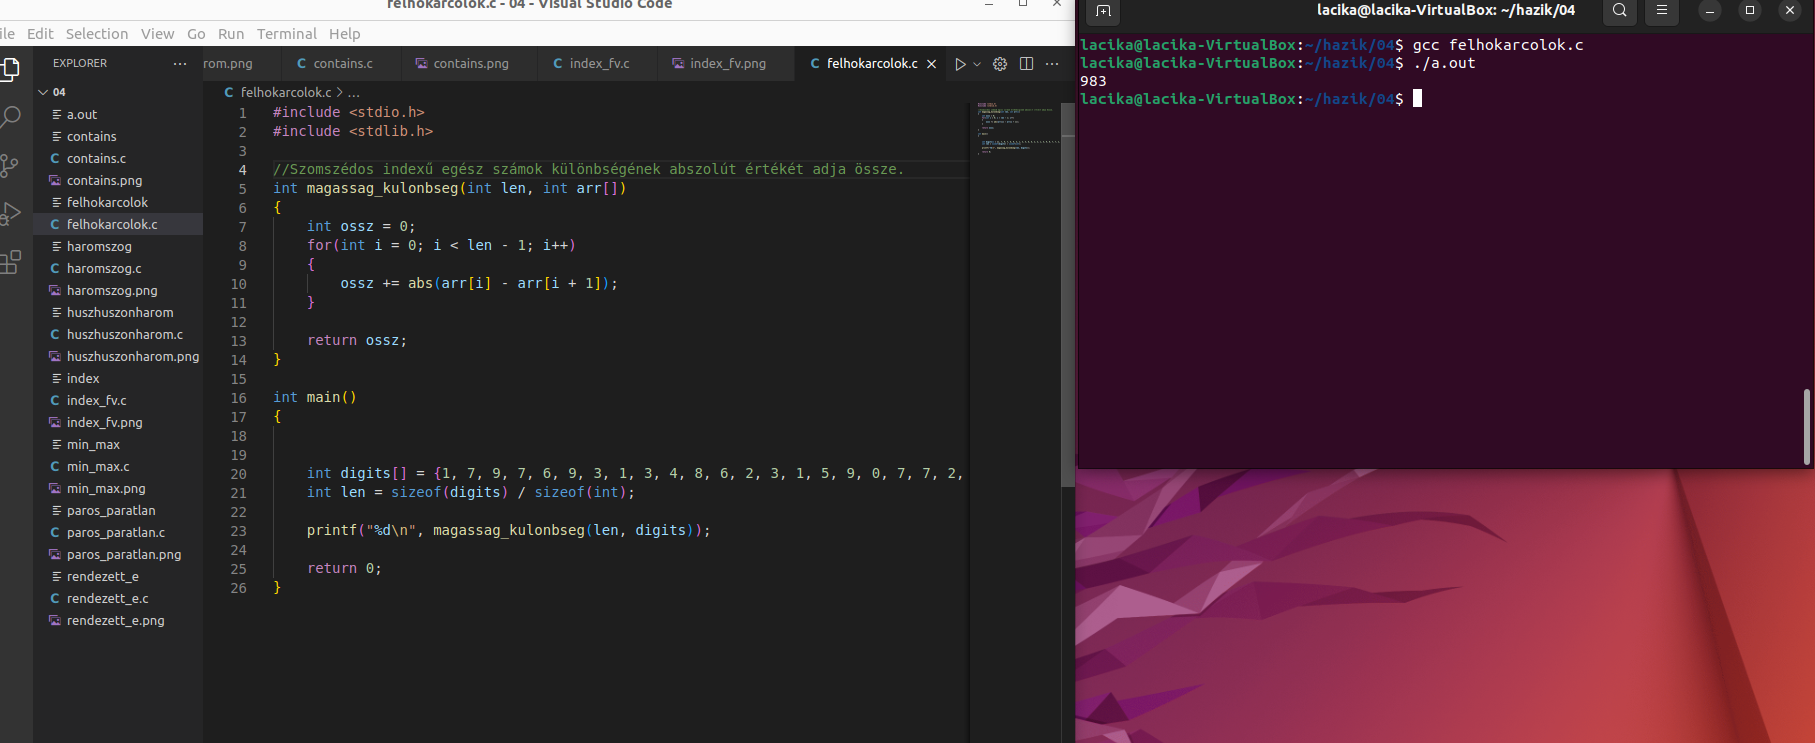 felhokarcolok.c - 04 - Visual Studio Code
Edit Selection View Go Run Terminal Help
EXPLORER
04
a.out
contains
contains.c
contains.png
felhokarcolok
felhokarcolok.c
haromszog
haromszog.c
haromszog.png
huszhuszonharom
huszhuszonharom.c
huszhuszonharom.png
index
index_fv.c
index_fv.png
min_max
min_max.c
min_max.png
paros_paratlan
paros_paratlan.c
paros_paratlan.png
rendezett_e
rendezett_e.c
rendezett_e.png
rom.png contains.c contains.png index_fv.c index_fv.png felhokarcolok.c
felhokarcolok.c > ...
1 #include <stdio.h>
2 #include <stdlib.h>
3
4 //Szomszédos indexű egész számok különbségének abszolút értékét adja össze.
5 int magassag_kulonbseg(int len, int arr[])
6 {
7 int ossz = 0;
8 for(int i = 0; i < len - 1; i++)
9 {
10 ossz += abs(arr[i] - arr[i + 1]);
11 }
12
13 return ossz;
14 }
15
16 int main()
17 {
18
19
20 int digits[] = {1, 7, 9, 7, 6, 9, 3, 1, 3, 4, 8, 6, 2, 3, 1, 5, 9, 0, 7, 7, 2,
21 int len = sizeof(digits) / sizeof(int);
22
23 printf("%d\n", magassag_kulonbseg(len, digits));
24
25 return 0;
26 }
lacika@lacika-VirtualBox: ~/hazik/04
lacika@lacika-VirtualBox:~/hazik/04$ gcc felhokarcolok.c
lacika@lacika-VirtualBox:~/hazik/04$ ./a.out
983
lacika@lacika-VirtualBox:~/hazik/04$